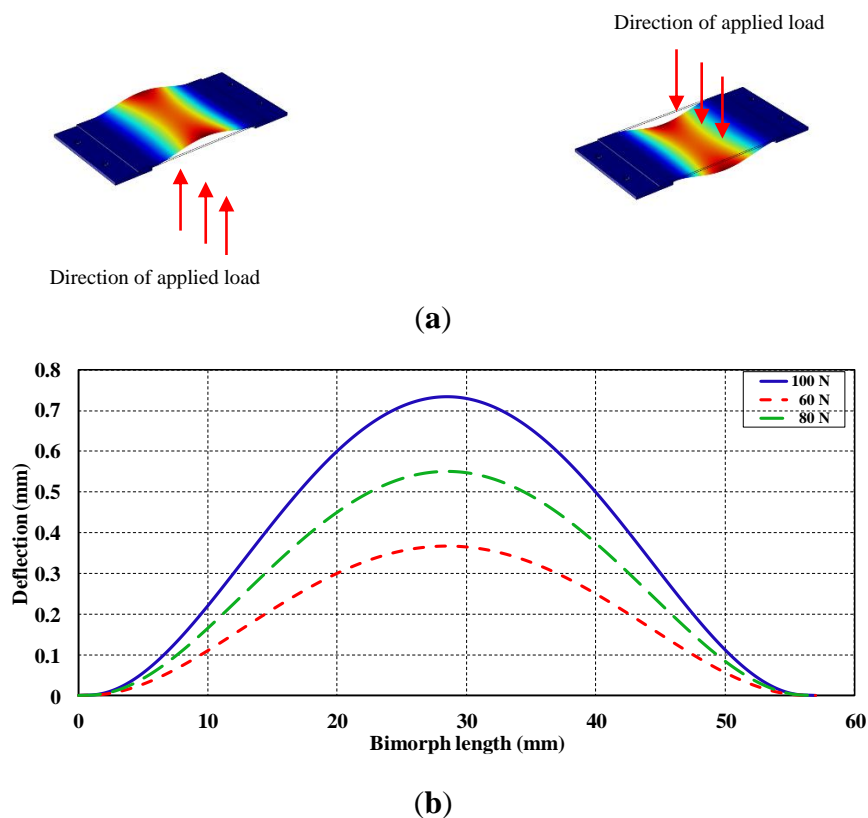 Direction of applied load
Direction of applied load
(a)
0.8
0.7
0.6
0.5
0.4
0.3
0.2
0.1
0
Deflection (mm)
100 N
60 N
80 N
0 10 20 30 40 50 60
Bimorph length (mm)
(b)